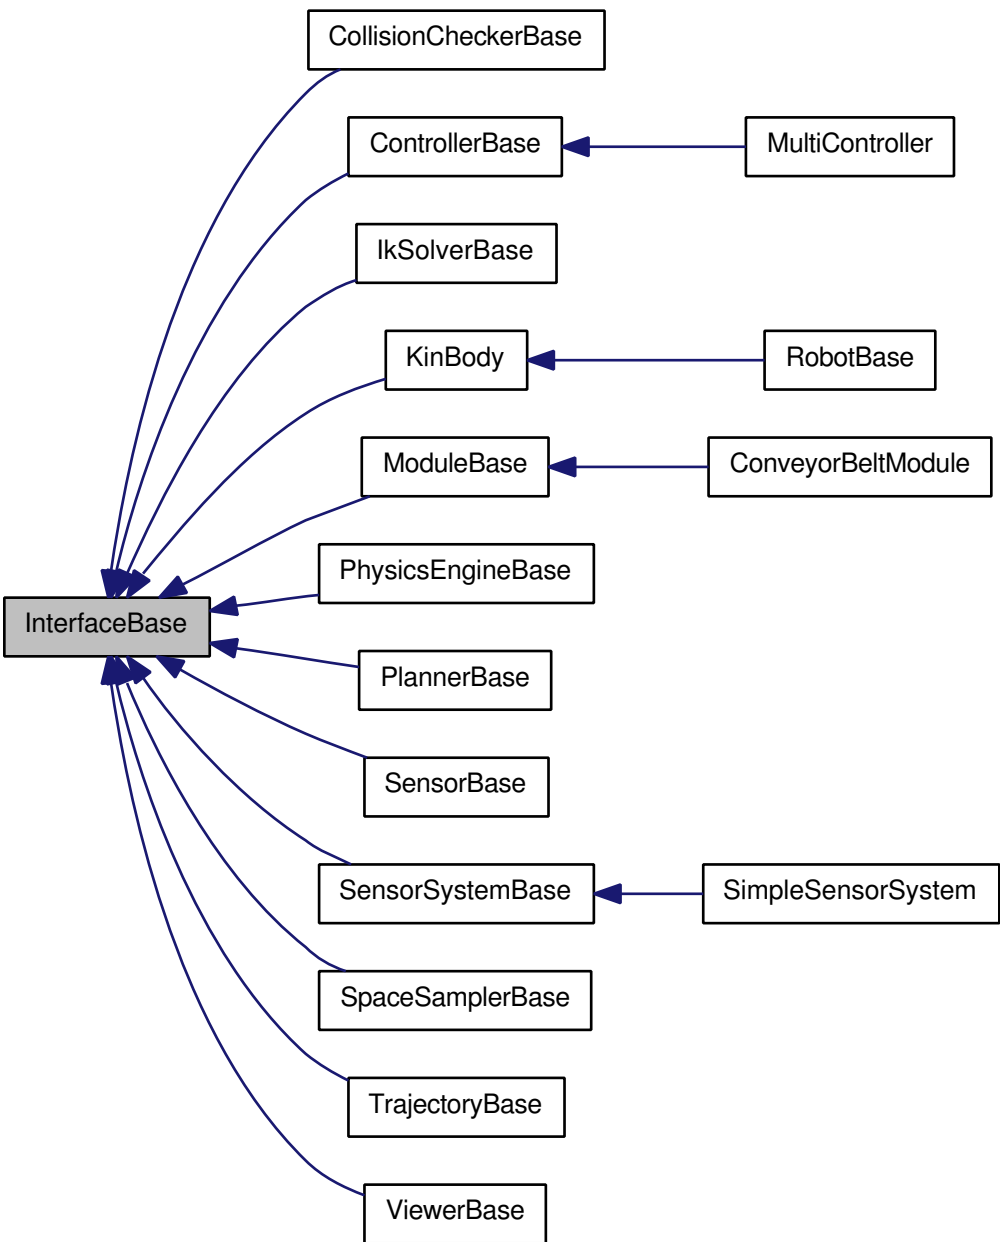 CollisionCheckerBase
ControllerBase
MultiController
IkSolverBase
KinBody
RobotBase
ModuleBase
ConveyorBeltModule
PhysicsEngineBase
InterfaceBase
PlannerBase
SensorBase
SensorSystemBase
SimpleSensorSystem
SpaceSamplerBase
TrajectoryBase
ViewerBase